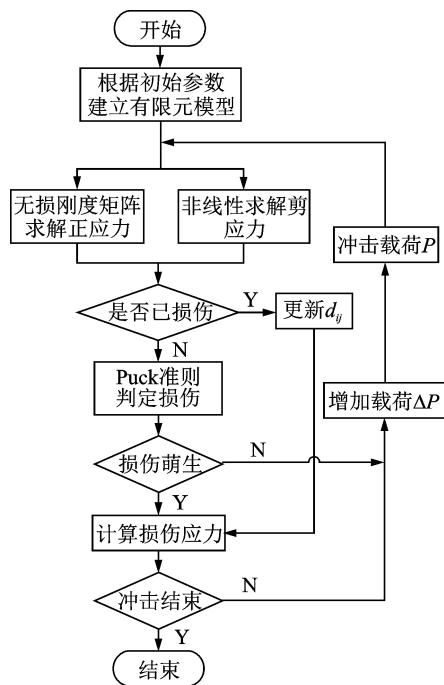 开始
根据初始参数
建立有限元模型
无损刚度矩阵
求解正应力
非线性求解剪
应力
冲击载荷P
是否已损伤
Y
更新d_ij
N
Puck准则
判定损伤
增加载荷ΔP
损伤萌生
N
Y
计算损伤应力
冲击结束
N
Y
结束